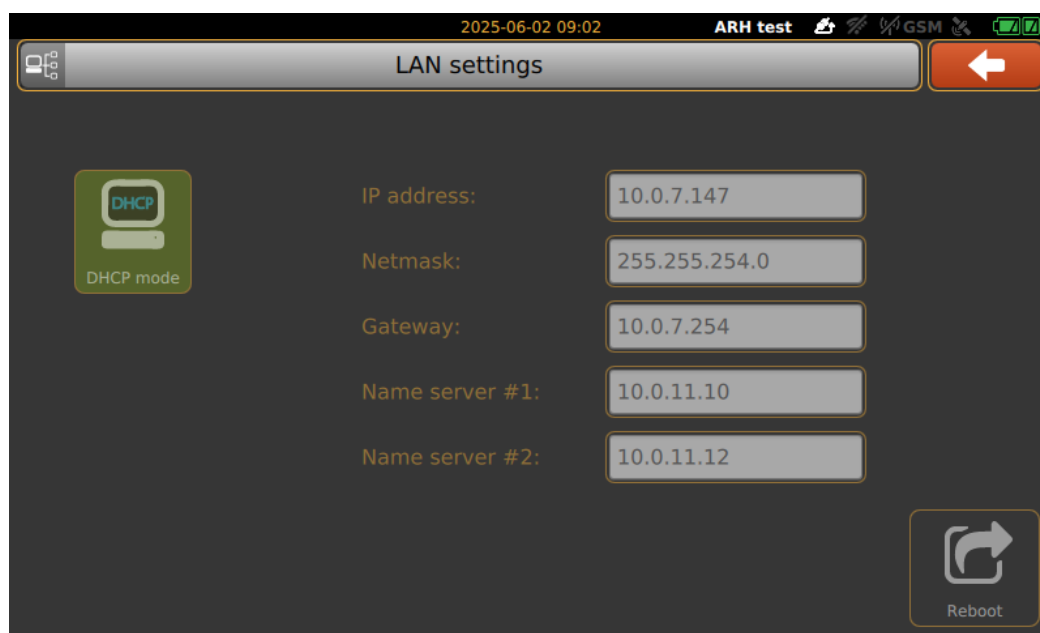 2025-06-02 09:02 ARH test GSM
LAN settings
DHCP
DHCP mode
IP address: 10.0.7.147
Netmask: 255.255.254.0
Gateway: 10.0.7.254
Name server #1: 10.0.11.10
Name server #2: 10.0.11.12
Reboot